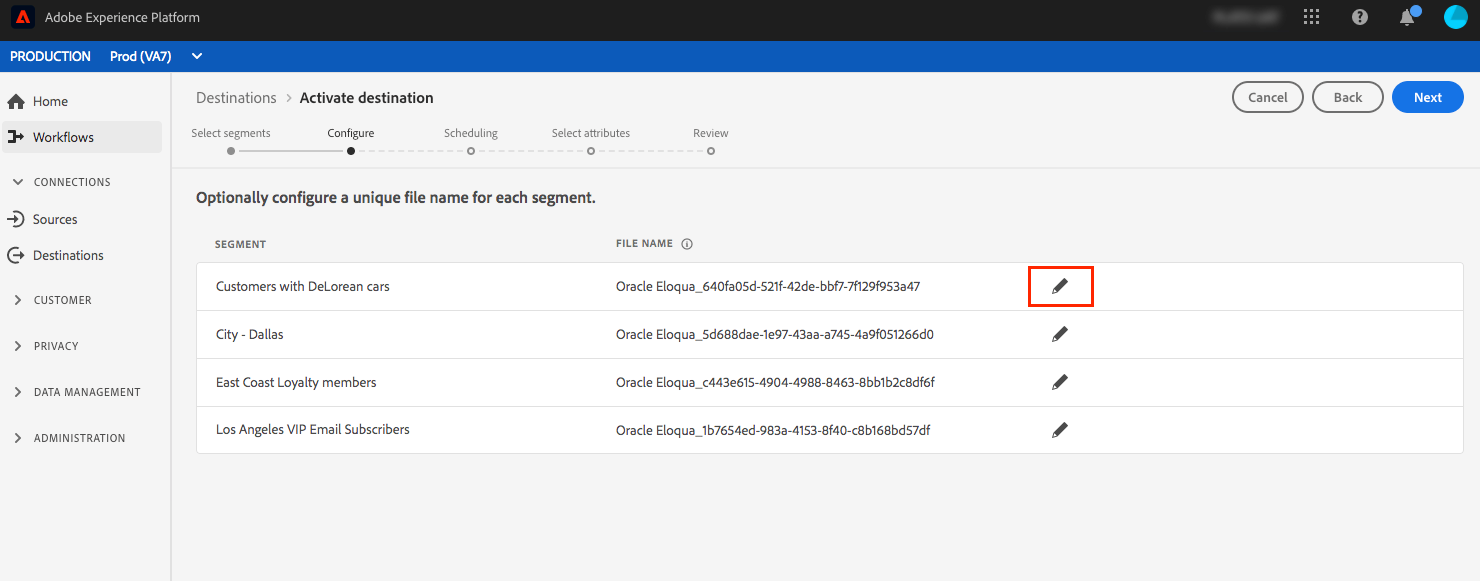 Adobe Experience Platform
PRODUCTION Prod (VA7)
Home
Workflows
CONNECTIONS
Sources
Destinations
CUSTOMER
PRIVACY
DATA MANAGEMENT
ADMINISTRATION
Destinations > Activate destination
Cancel Back Next
Select segments Configure Scheduling Select attributes Review
Optionally configure a unique file name for each segment.
SEGMENT FILE NAME
Customers with DeLorean cars Oracle Eloqua_640fa05d-521f-42de-bbf7-7f129f953a47
City - Dallas Oracle Eloqua_5d688dae-1e97-43aa-a745-4a9f051266d0
East Coast Loyalty members Oracle Eloqua_c443e615-4904-4988-8463-8bb1b2c8df6f
Los Angeles VIP Email Subscribers Oracle Eloqua_1b7654ed-983a-4153-8f40-c8b168bd57df